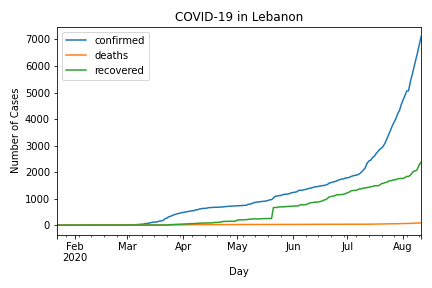 COVID-19 in Lebanon
confirmed
deaths
recovered
Number of Cases
7000
6000
5000
4000
3000
2000
1000
0
Feb Mar Apr May Jun Jul Aug
2020
Day